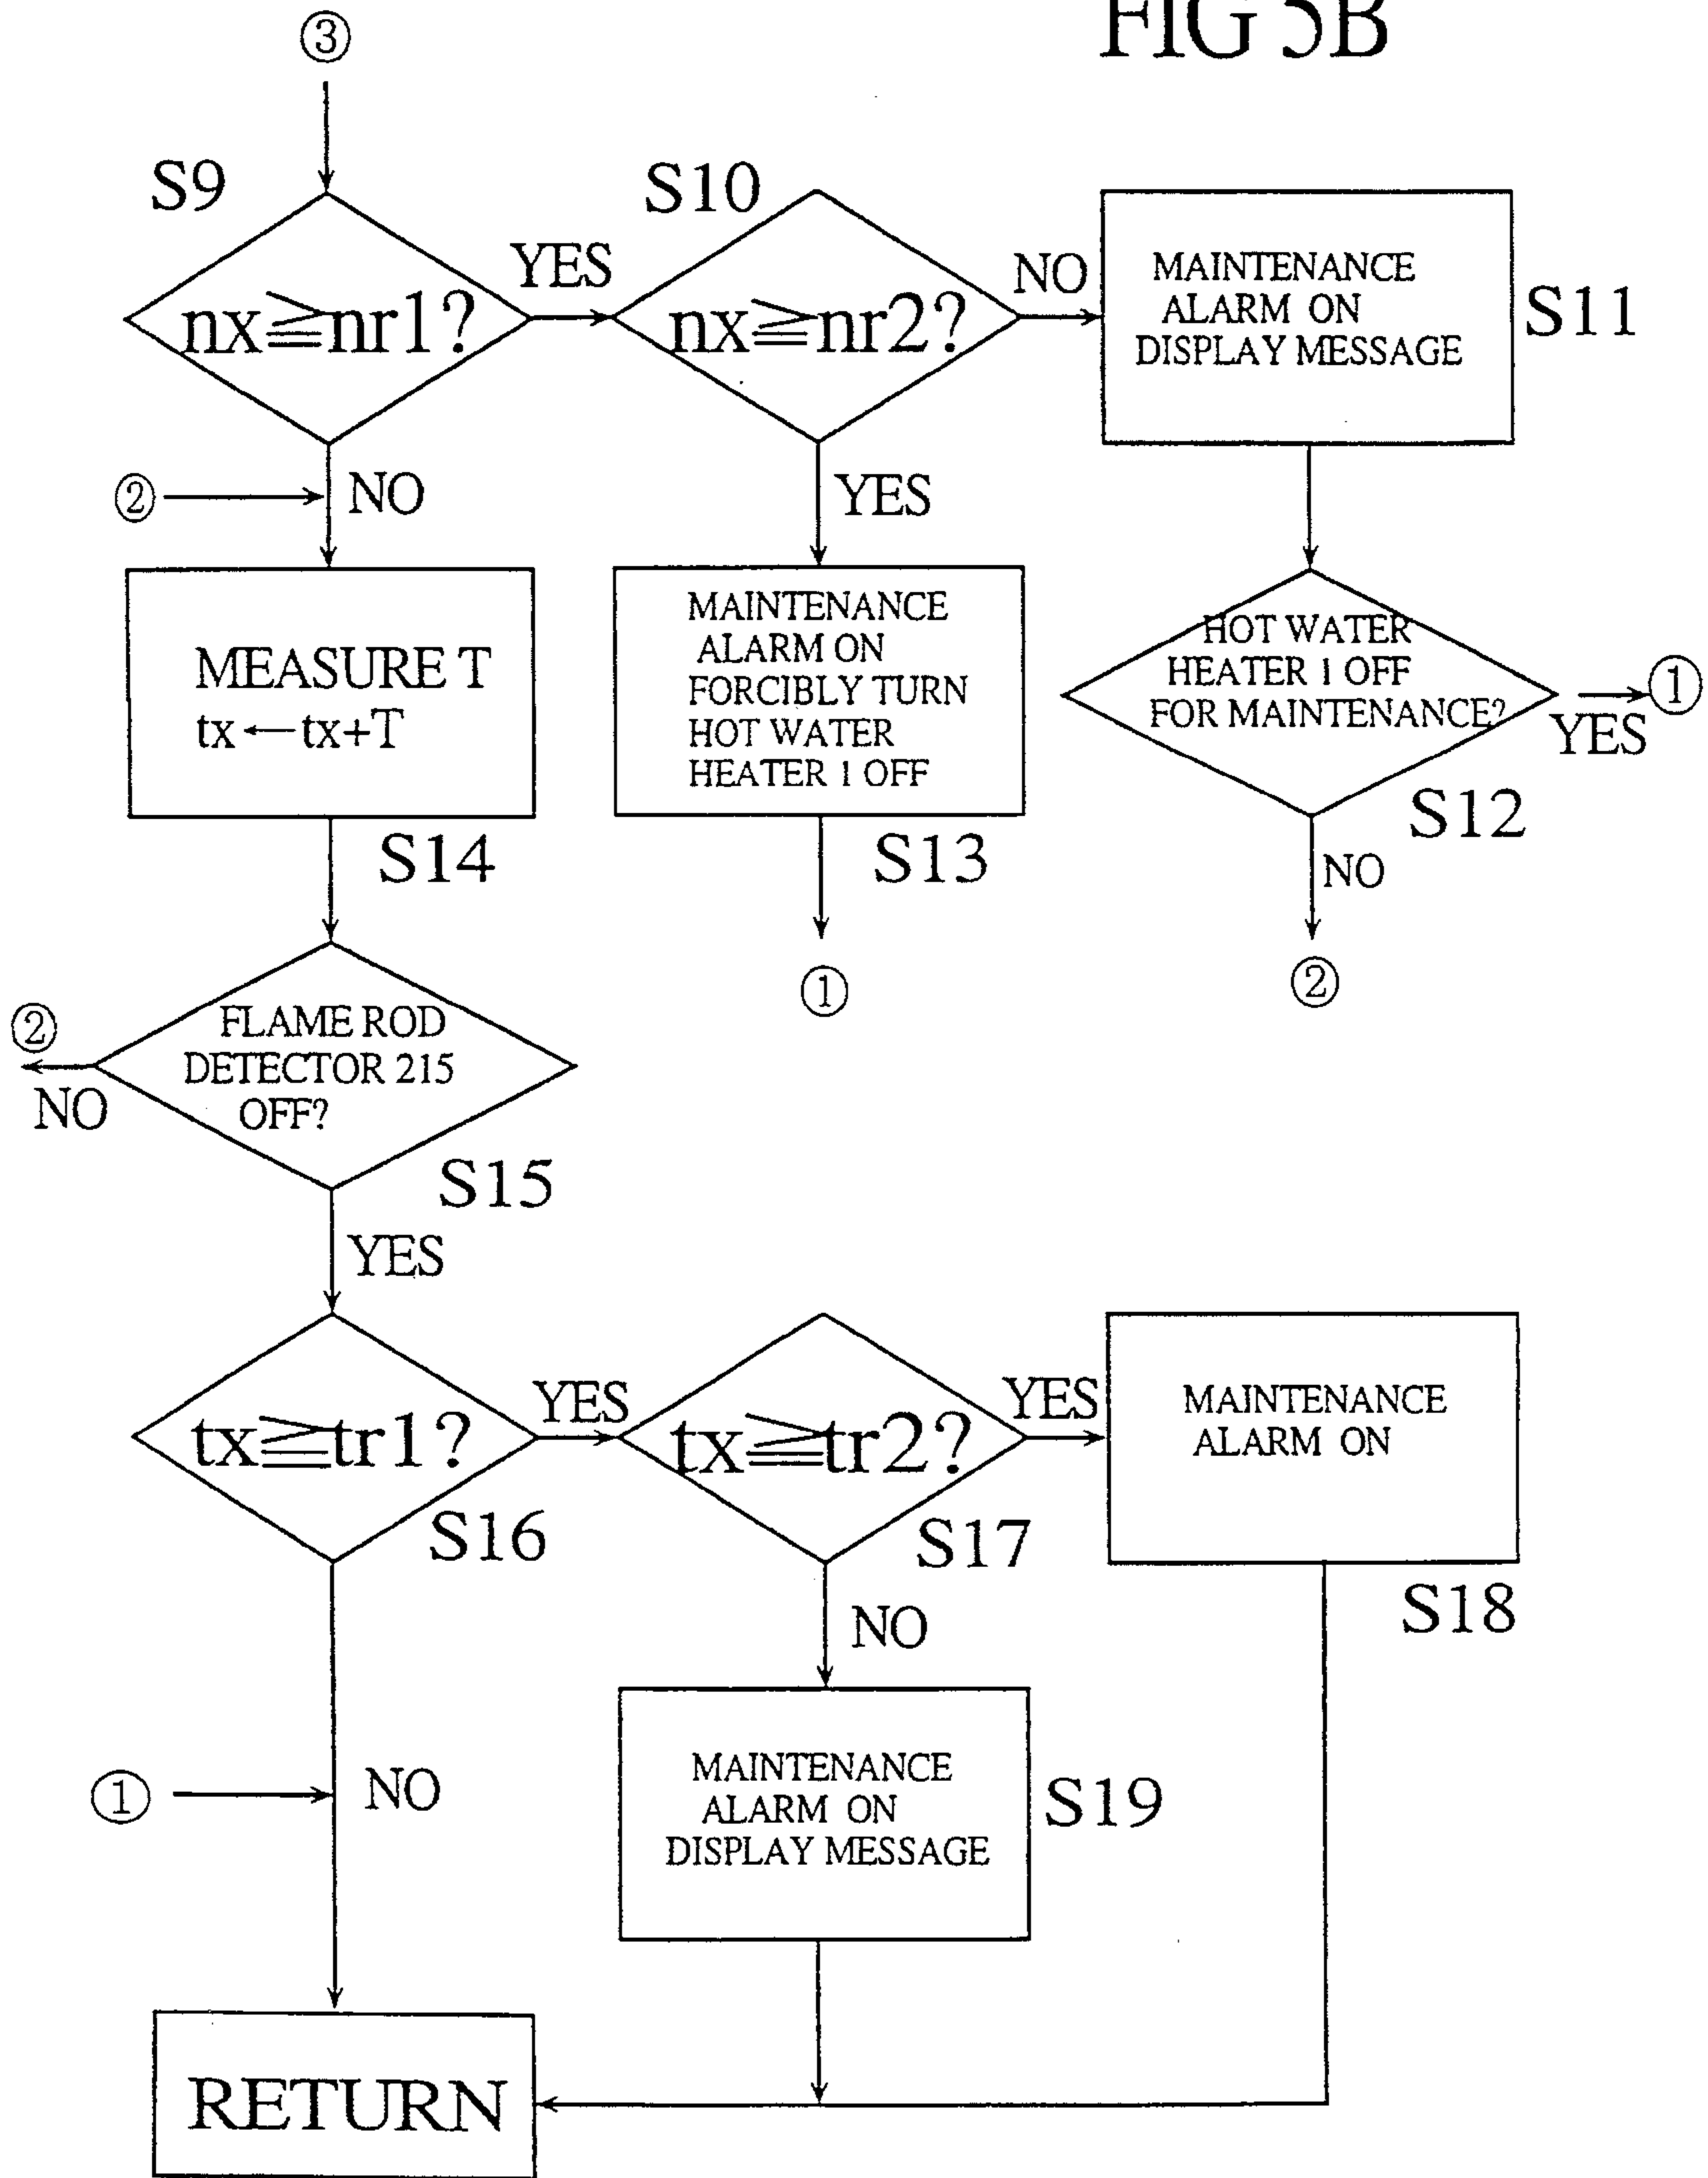 FIG 5B
③
S9
S10
nx≧nr1?
YES
nx≧nr2?
NO
MAINTENANCE
ALARM ON
DISPLAY MESSAGE
S11
②
NO
YES
MEASURE T
tx←tx+T
S14
MAINTENANCE
ALARM ON
FORCIBLY TURN
HOT WATER
HEATER 1 OFF
S13
①
HOT WATER
HEATER 1 OFF
FOR MAINTENANCE?
YES
①
S12
NO
②
②
NO
FLAME ROD
DETECTOR 215
OFF?
S15
YES
tx≧tr1?
S16
YES
tx≧tr2?
S17
YES
MAINTENANCE
ALARM ON
S18
NO
MAINTENANCE
ALARM ON
DISPLAY MESSAGE
S19
①
NO
RETURN